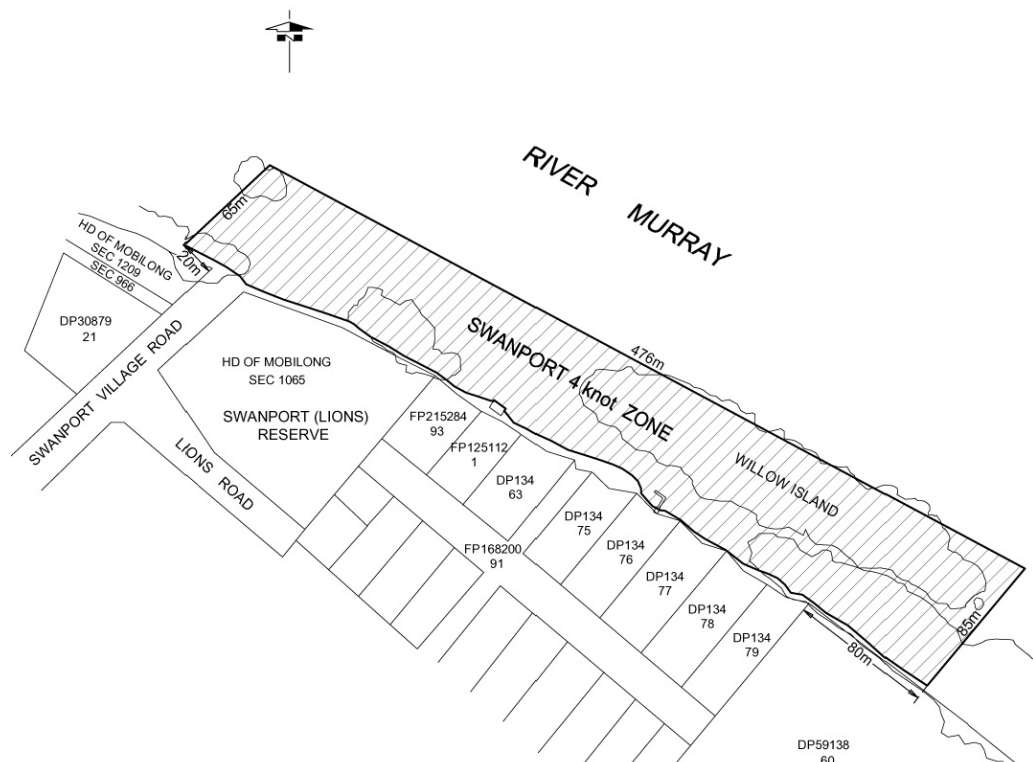 N
RIVER
MURRAY
65m
20m
HD OF MOBILONG
SEC 1209
SEC 966
DP30879
21
SWANPORT VILLAGE ROAD
HD OF MOBILONG
SEC 1065
SWANPORT (LIONS)
RESERVE
LIONS ROAD
SWANPORT 4 knot ZONE
476m
WILLOW ISLAND
FP215284
93
FP125112
1
DP134
63
DP134
75
DP134
76
DP134
77
DP134
78
DP134
79
FP168200
91
85m
80m
DP59138
60